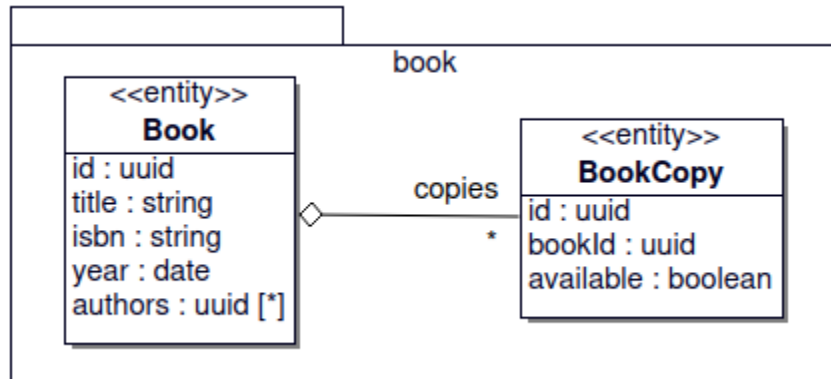 book
<<entity>>
Book
id : uuid
title : string
isbn : string
year : date
authors : uuid [*]
copies
*
<<entity>>
BookCopy
id : uuid
bookId : uuid
available : boolean